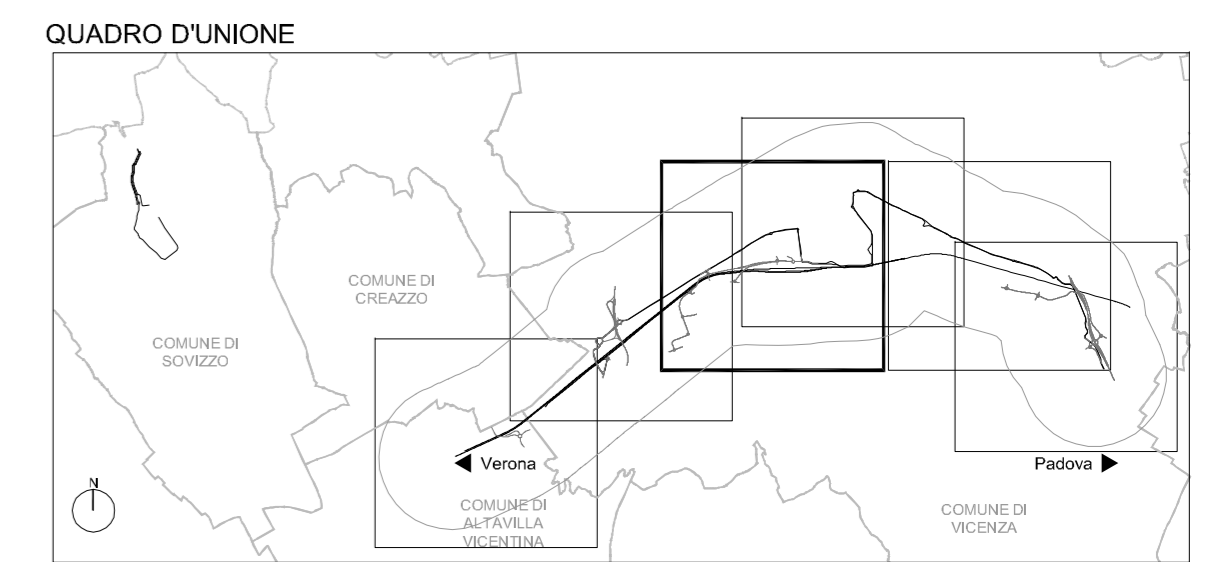 QUADRO D'UNIONE
COMUNE DI
CREAZZO
COMUNE DI
SOVIZZO
Verona
Padova
N
COMUNE DI
ALTAVILLA
VICENTINA
COMUNE DI
VICENZA